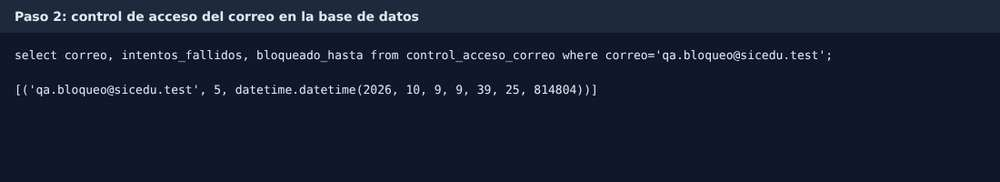 Paso 2: control de acceso del correo en la base de datos
select correo, intentos_fallidos, bloqueado_hasta from control_acceso_correo where correo='qa.bloqueo@sicedu.test';
[('qa.bloqueo@sicedu.test', 5, datetime.datetime(2026, 10, 9, 9, 39, 25, 814804))]